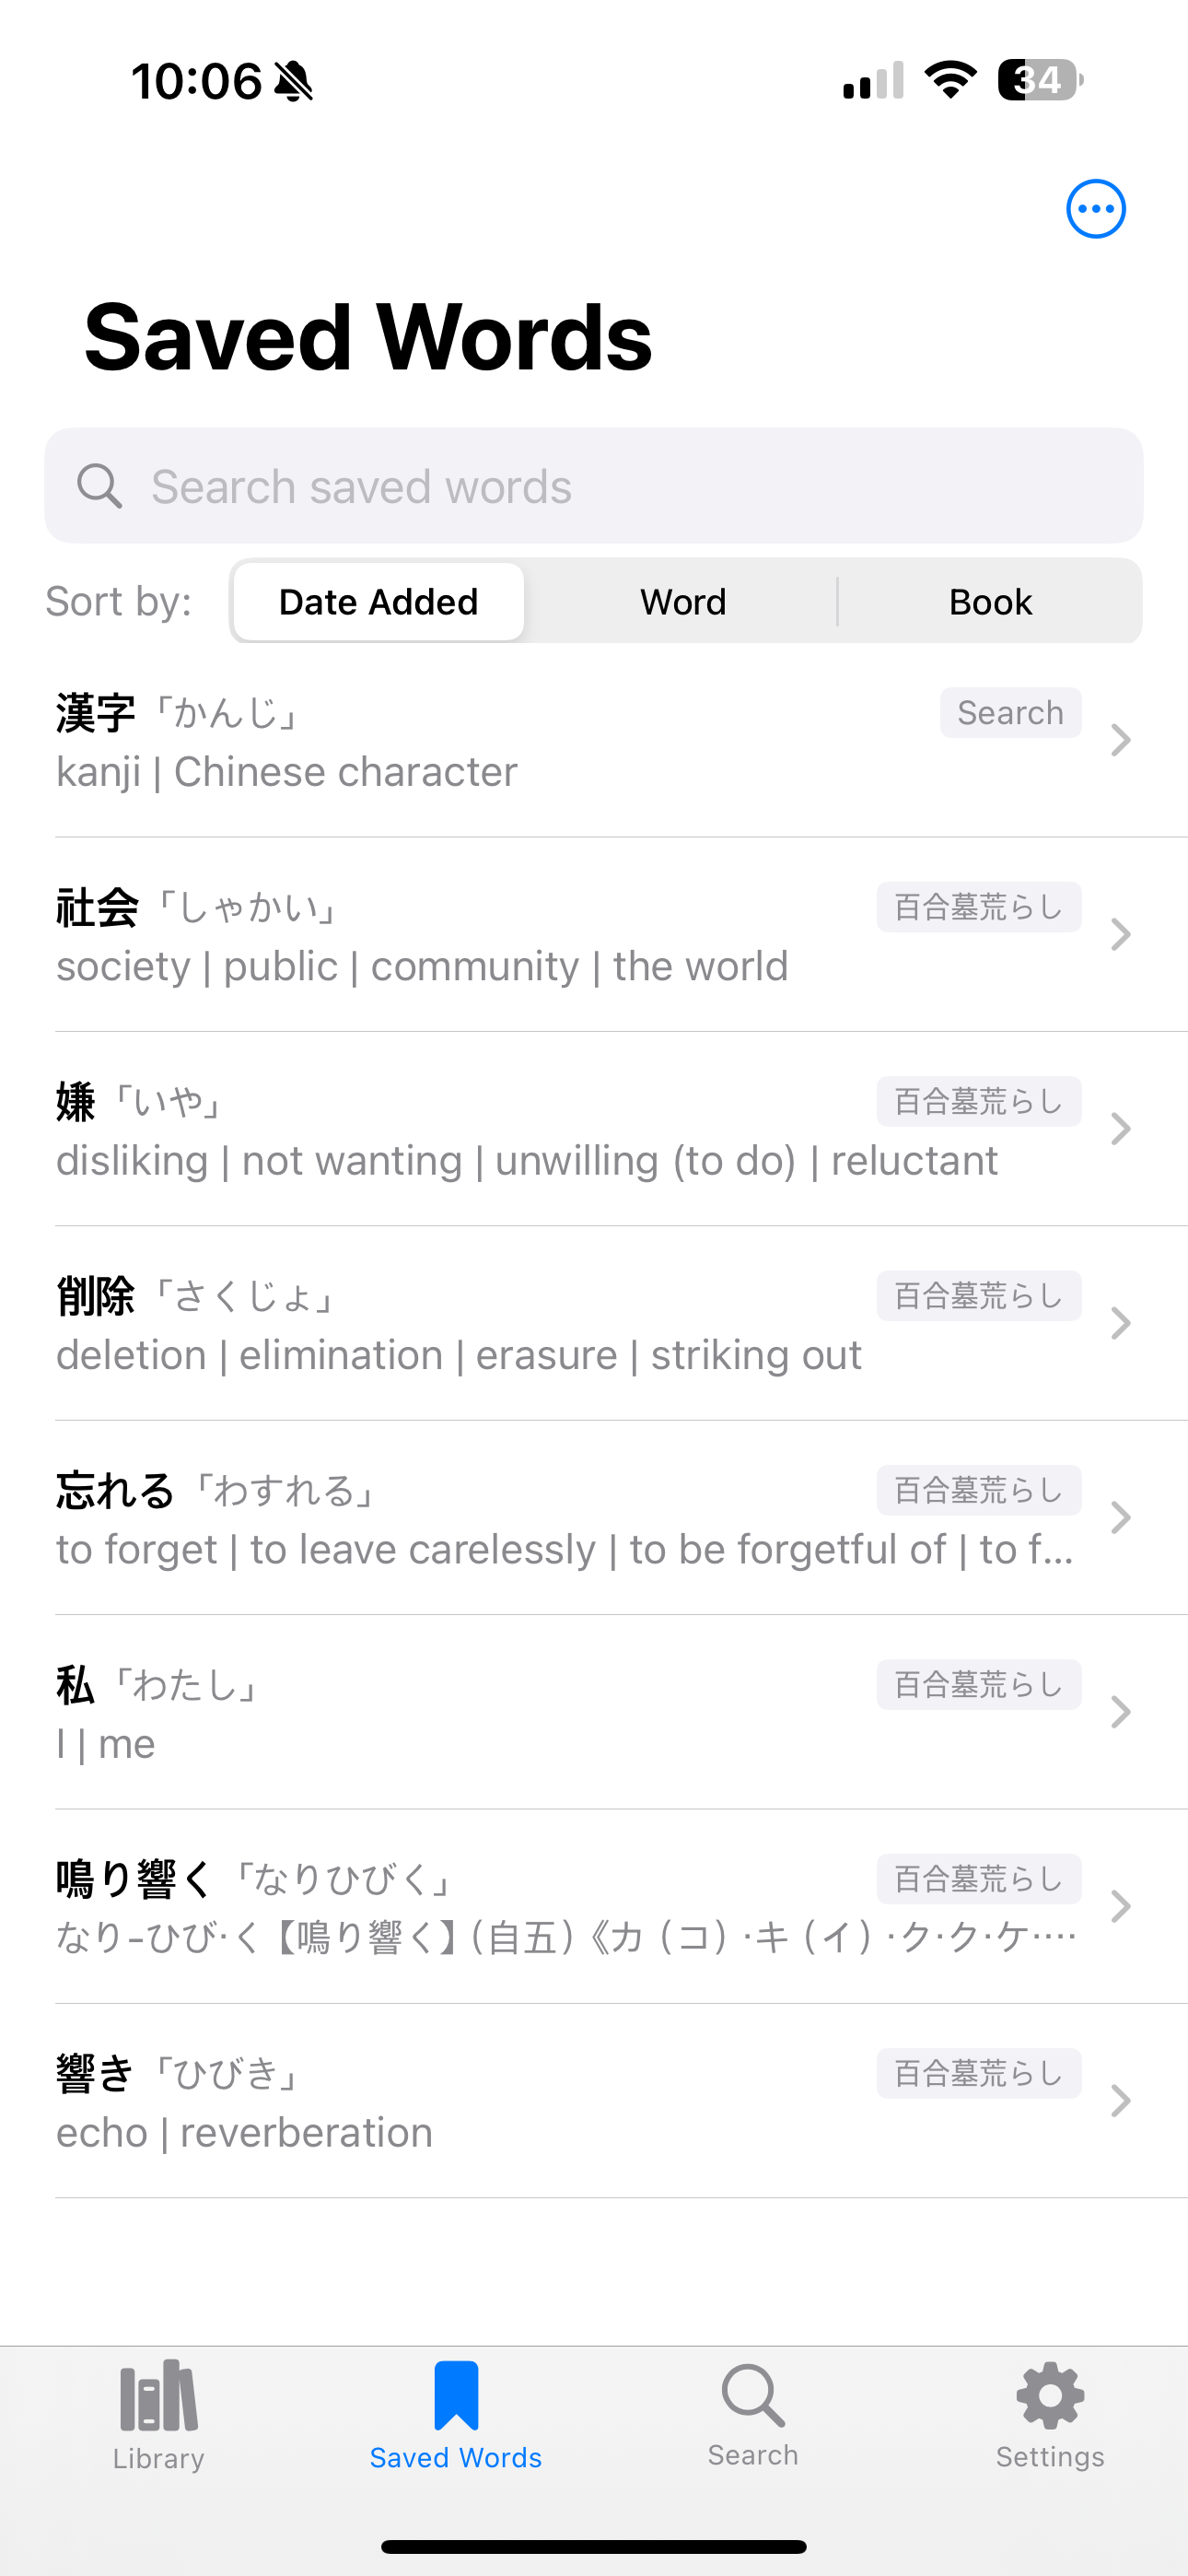 10:06
34
Saved Words
Search saved words
Sort by: Date Added Word Book
漢字「かんじ」 Search
kanji | Chinese character
社会「しゃかい」 百合墓荒らし
society | public | community | the world
嫌「いや」 百合墓荒らし
disliking | not wanting | unwilling (to do) | reluctant
削除「さくじょ」 百合墓荒らし
deletion | elimination | erasure | striking out
忘れる「わすれる」 百合墓荒らし
to forget | to leave carelessly | to be forgetful of | to f...
私「わたし」 百合墓荒らし
I | me
鳴り響く「なりひびく」 百合墓荒らし
なり-ひび·く【鳴り響く】(自五)《カ(コ)·キ(イ)·ク·ク·ケ·...
響き「ひびき」 百合墓荒らし
echo | reverberation
Library Saved Words Search Settings